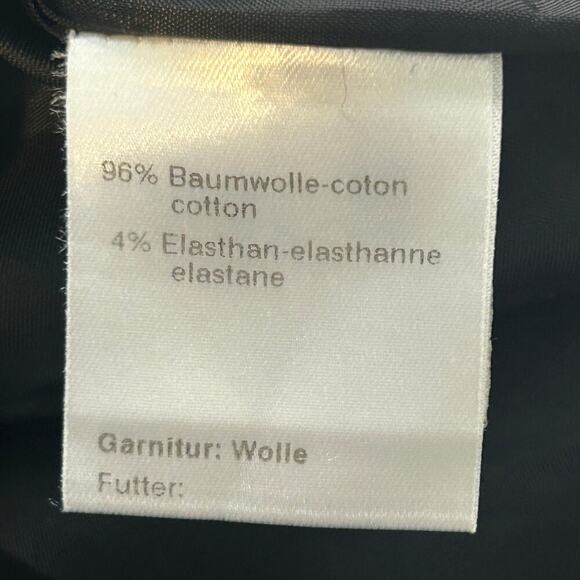 96% Baumwolle-coton
cotton
4% Elasthan-elasthanne
elastane
Garnitur: Wolle
Futter: